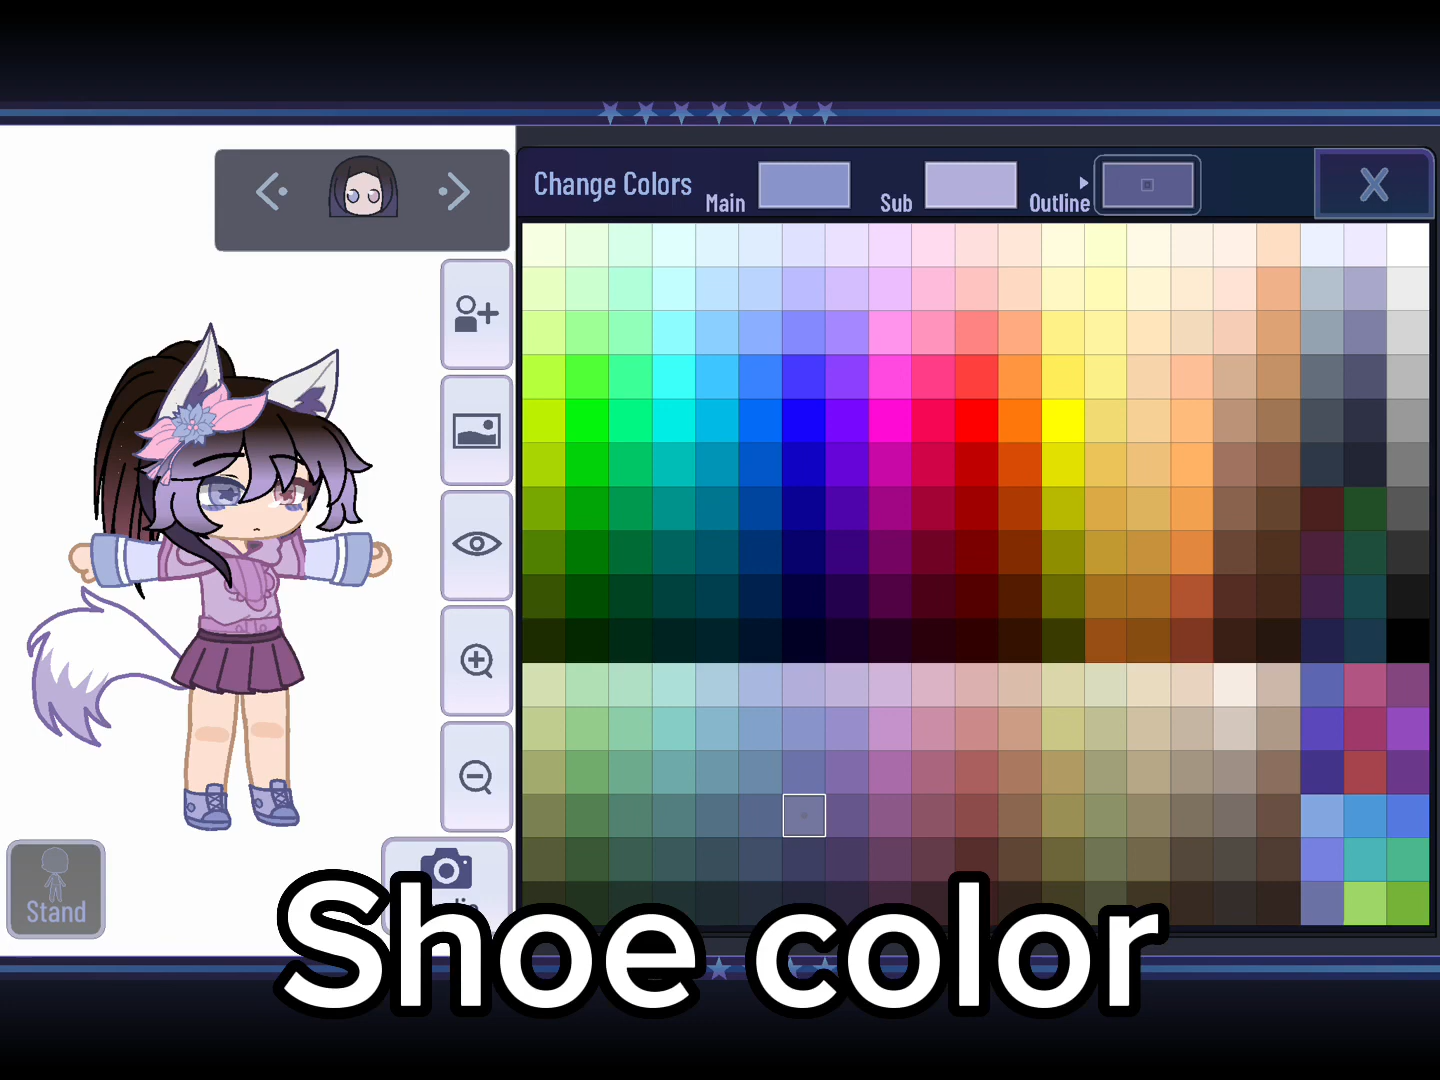 Change Colors
Main
Sub
Outline
X
Stand
Shoe color